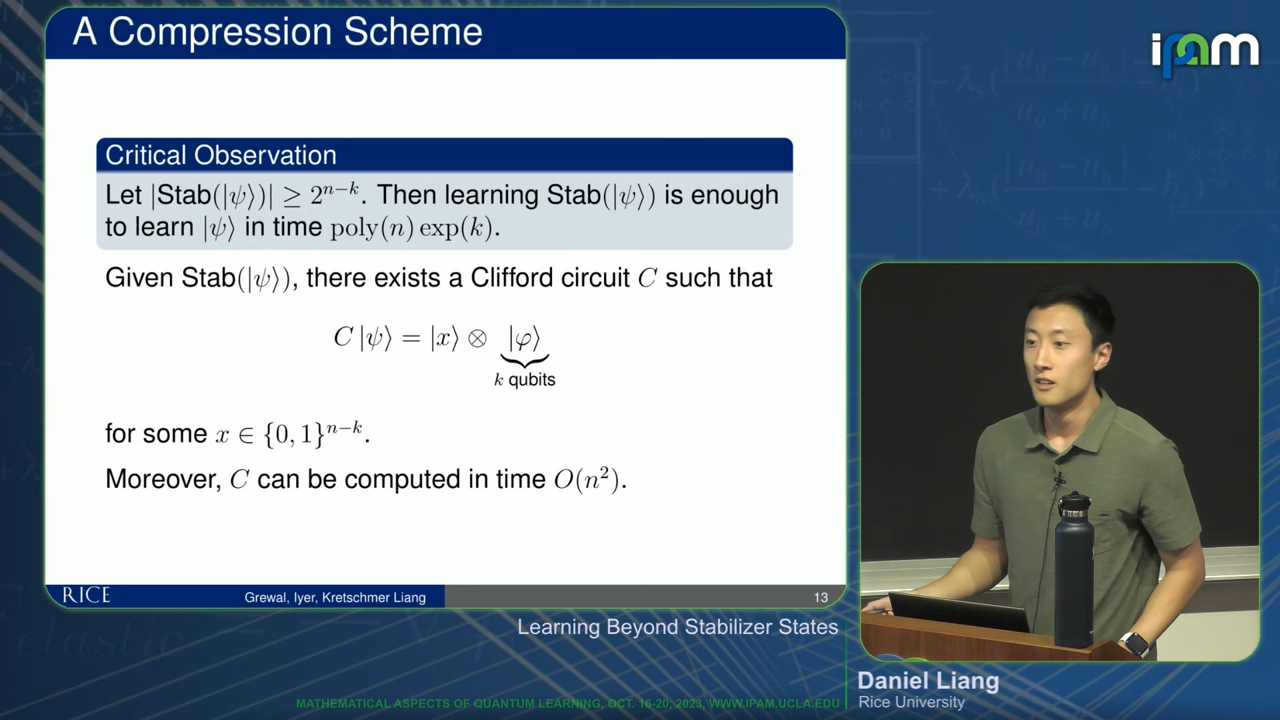 A Compression Scheme
ipam
Critical Observation
Let |Stab(|ψ⟩)| ≥ 2^{n−k}. Then learning Stab(|ψ⟩) is enough
to learn |ψ⟩ in time poly(n) exp(k).
Given Stab(|ψ⟩), there exists a Clifford circuit C such that
C |ψ⟩ = |x⟩ ⊗ |φ⟩
k qubits
for some x ∈ {0, 1}^{n−k}.
Moreover, C can be computed in time O(n²).
RICE
Grewal, Iyer, Kretschmer Liang
13
Learning Beyond Stabilizer States
Daniel Liang
Rice University
MATHEMATICAL ASPECTS OF QUANTUM LEARNING, OCT. 16-20, 2023, WWW.IPAM.UCLA.EDU
elastic